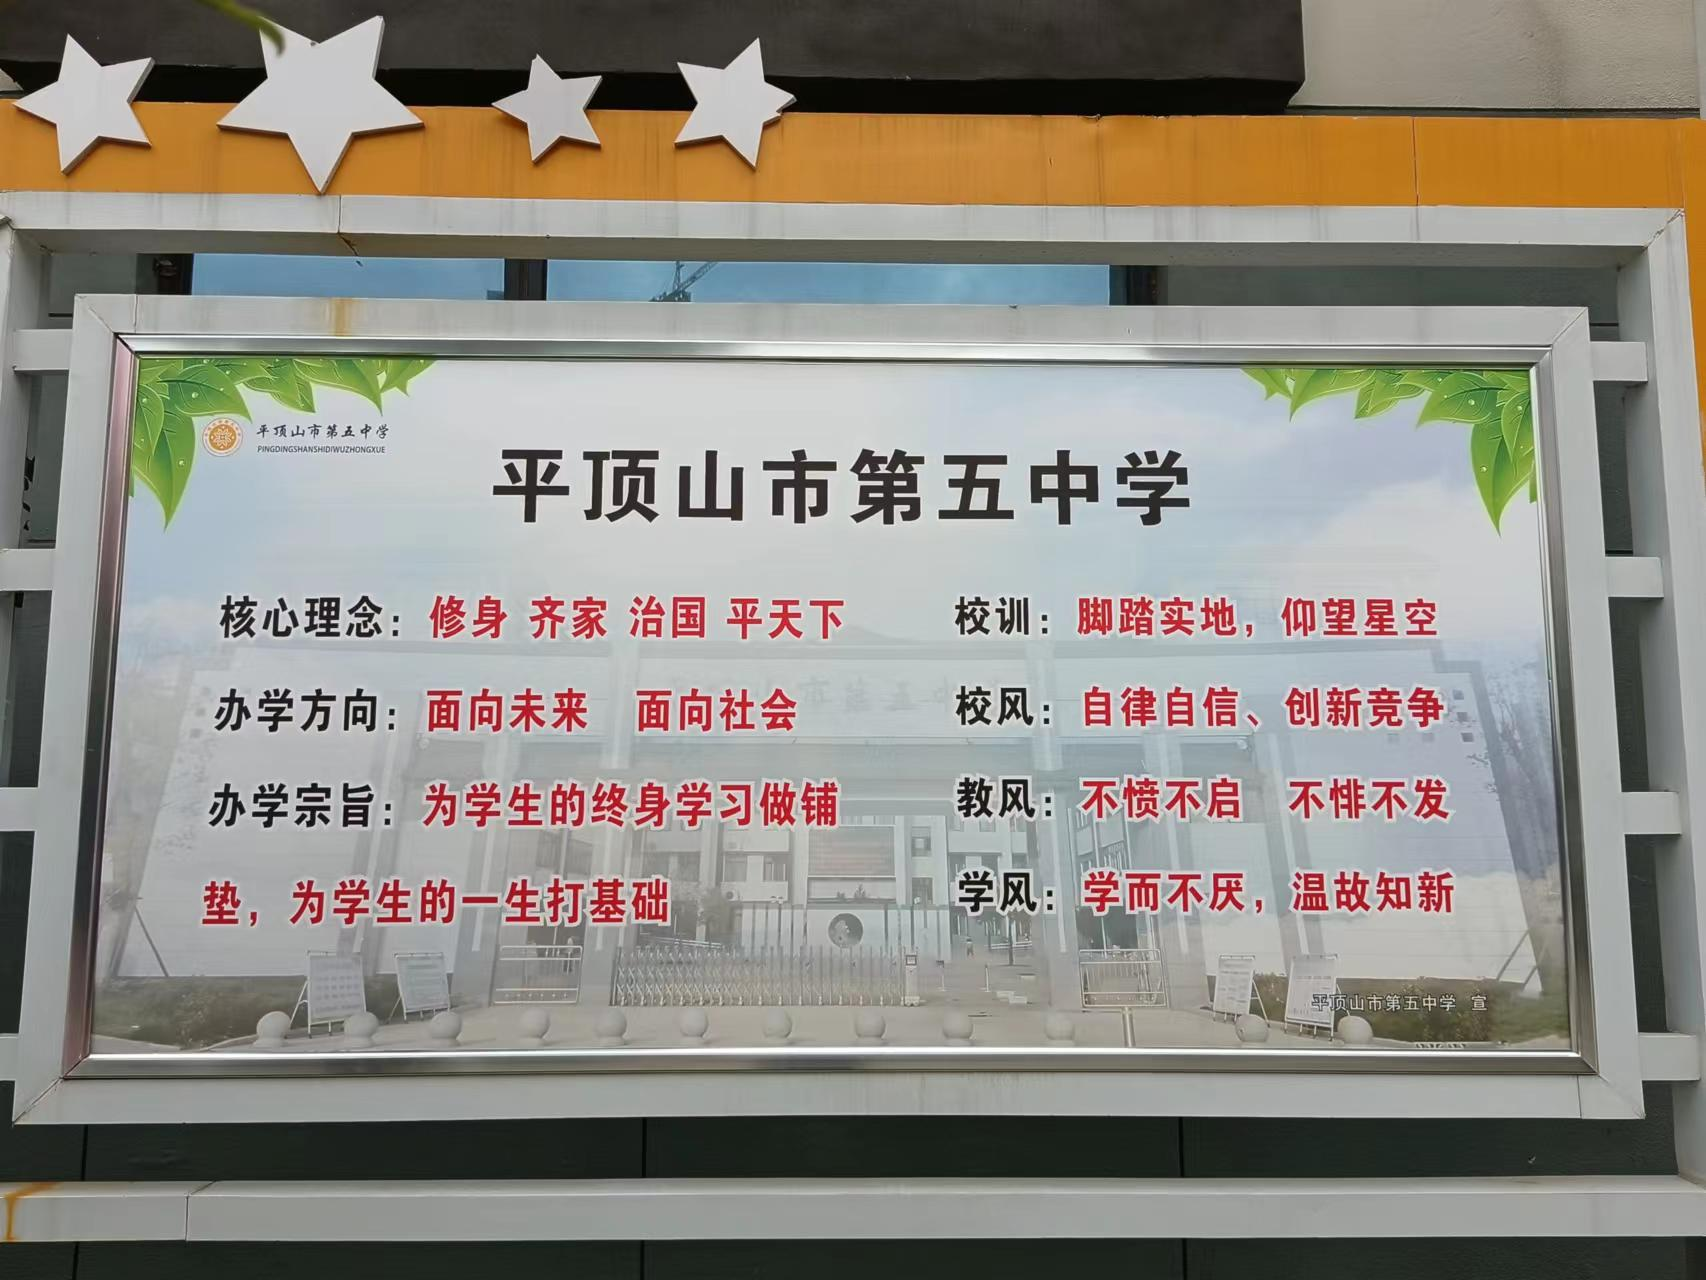 平顶山市第五中学
PINGDINGSHANSHIDIWUZHONGXUE
平顶山市第五中学
核心理念：修身 齐家 治国 平天下
办学方向：面向未来 面向社会
办学宗旨：为学生的终身学习做铺
垫，为学生的一生打基础
校训：脚踏实地，仰望星空
校风：自律自信、创新竞争
教风：不愤不启 不悱不发
学风：学而不厌，温故知新
平顶山市第五中学 宣